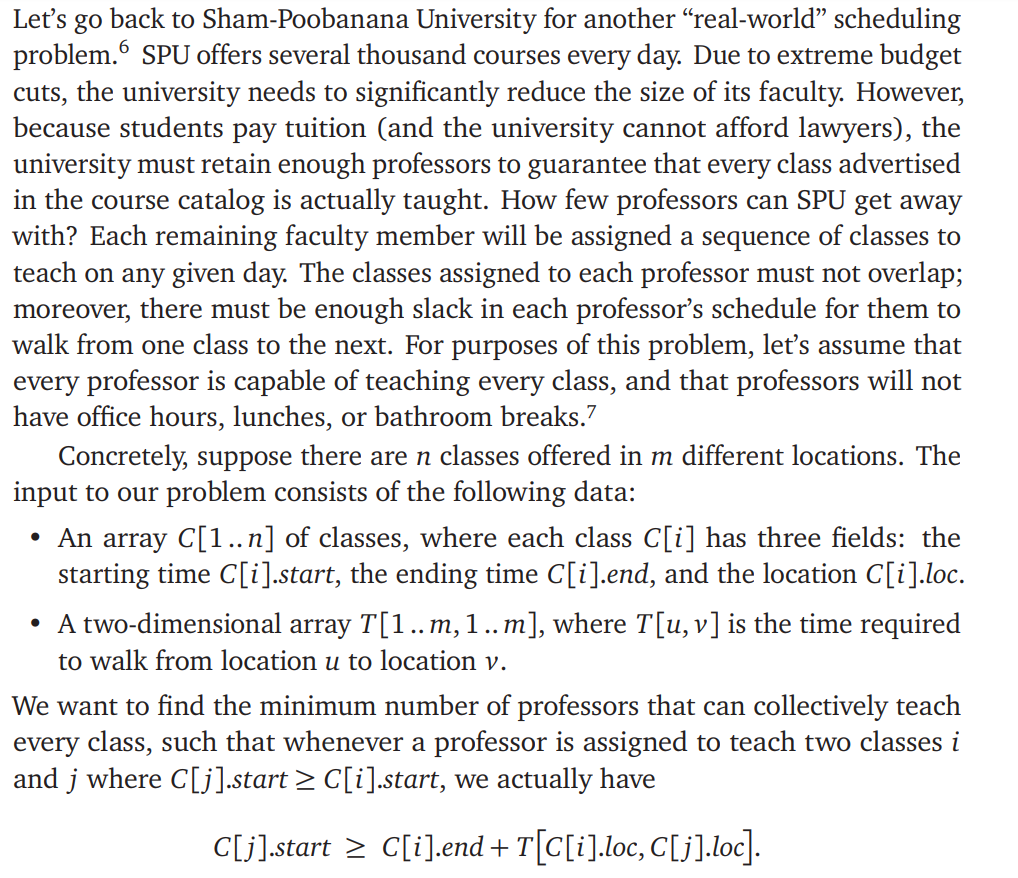 Let’s go back to Sham-Poobanana University for another “real-world” scheduling
problem.⁶ SPU offers several thousand courses every day. Due to extreme budget
cuts, the university needs to significantly reduce the size of its faculty. However,
because students pay tuition (and the university cannot afford lawyers), the
university must retain enough professors to guarantee that every class advertised
in the course catalog is actually taught. How few professors can SPU get away
with? Each remaining faculty member will be assigned a sequence of classes to
teach on any given day. The classes assigned to each professor must not overlap;
moreover, there must be enough slack in each professor’s schedule for them to
walk from one class to the next. For purposes of this problem, let’s assume that
every professor is capable of teaching every class, and that professors will not
have office hours, lunches, or bathroom breaks.⁷
Concretely, suppose there are n classes offered in m different locations. The
input to our problem consists of the following data:
• An array C[1..n] of classes, where each class C[i] has three fields: the
starting time C[i].start, the ending time C[i].end, and the location C[i].loc.
• A two-dimensional array T[1..m, 1..m], where T[u, v] is the time required
to walk from location u to location v.
We want to find the minimum number of professors that can collectively teach
every class, such that whenever a professor is assigned to teach two classes i
and j where C[j].start ≥ C[i].start, we actually have
C[j].start ≥ C[i].end + T[C[i].loc, C[j].loc].